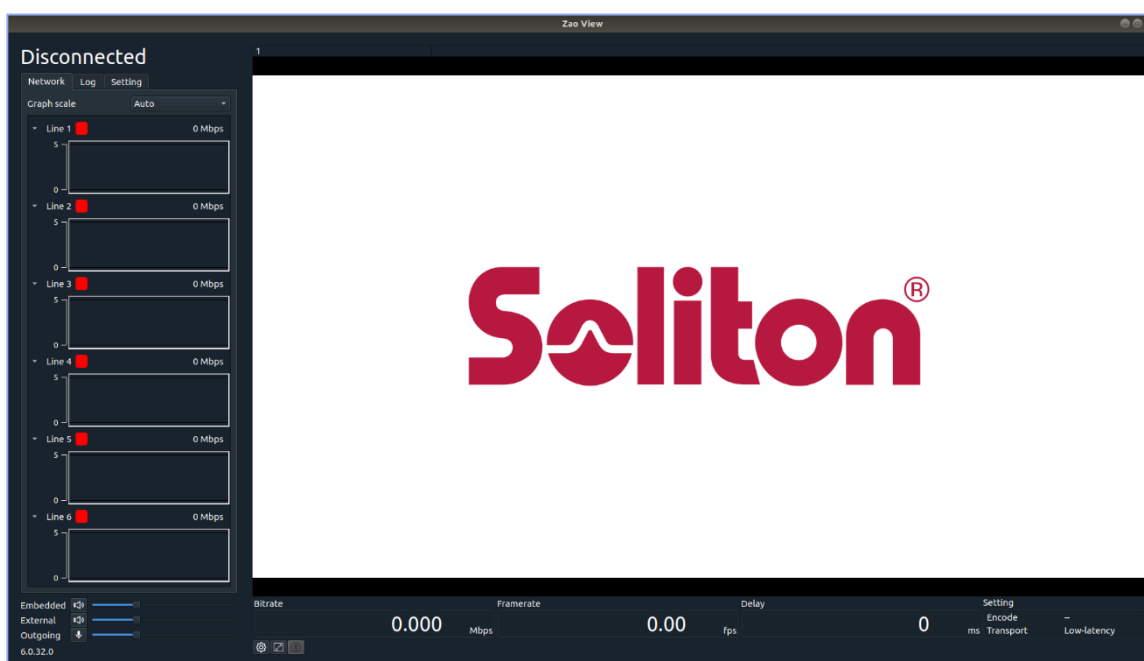 Zao View
Disconnected
1
Network Log Setting
Graph scale Auto
Line 1 0 Mbps
5
0
Line 2 0 Mbps
5
0
Line 3 0 Mbps
5
0
Line 4 0 Mbps
5
0
Line 5 0 Mbps
5
0
Line 6 0 Mbps
5
0
Soliton®
Embedded
External
Outgoing
6.0.32.0
Bitrate Framerate Delay Setting
0.000 Mbps 0.00 fps 0 ms
Encode –
Transport Low-latency